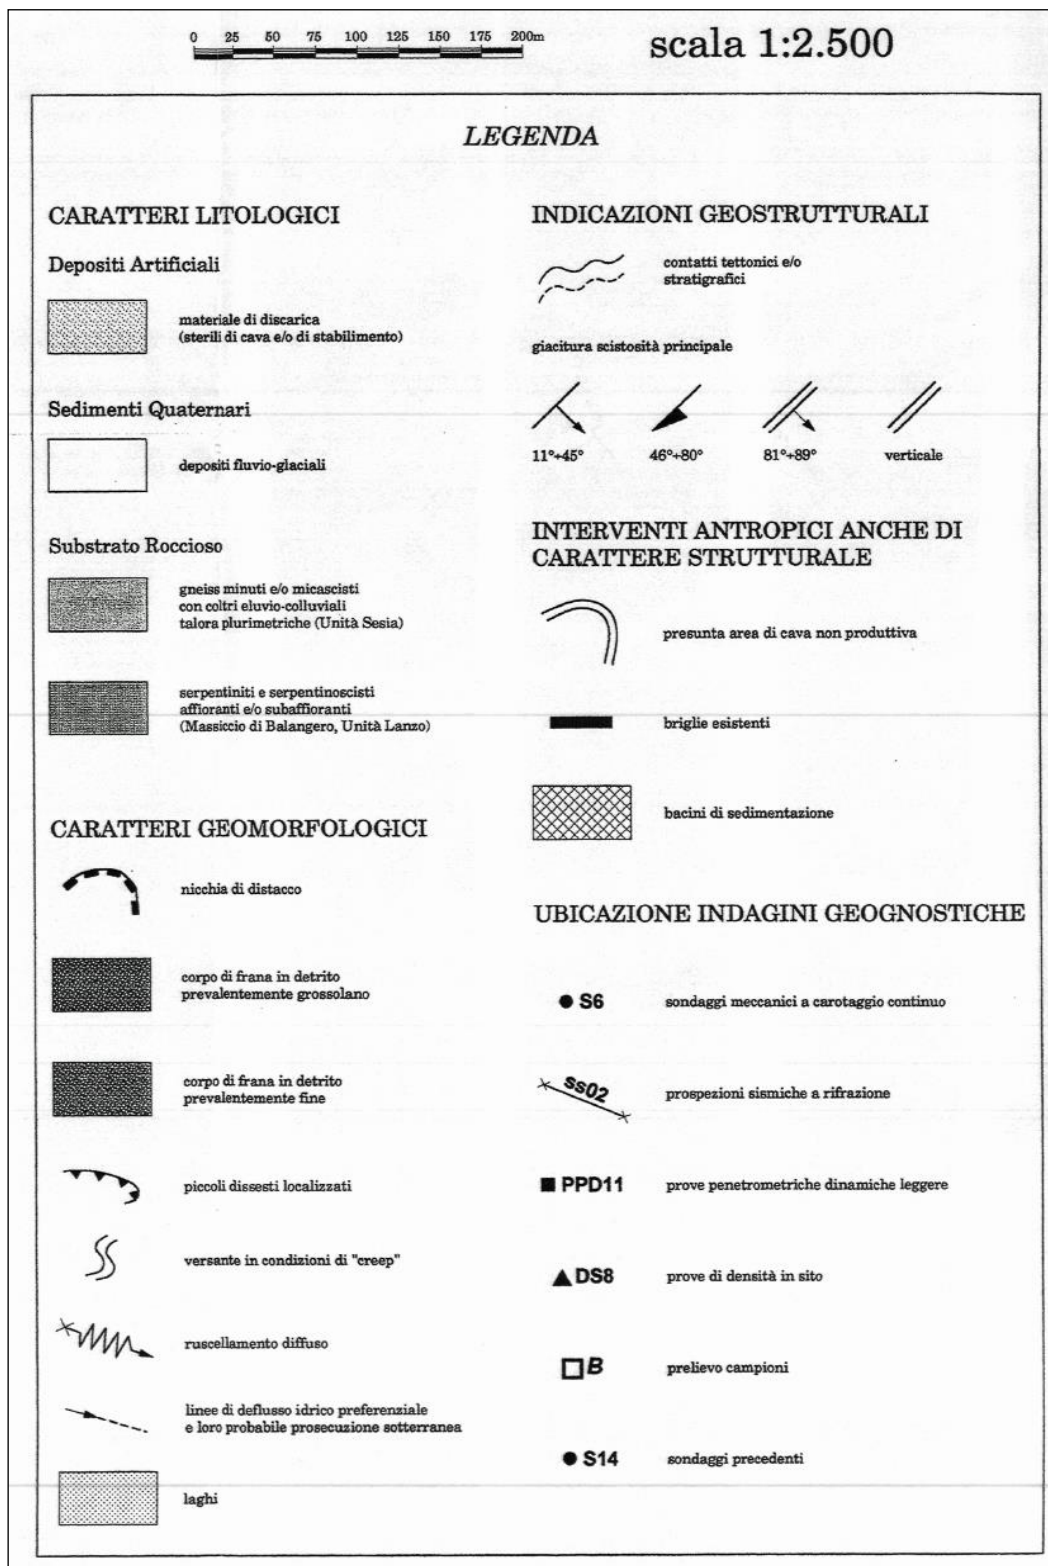 0 25 50 75 100 125 150 175 200m
scala 1:2.500
LEGENDA
CARATTERI LITOLOGICI
Depositi Artificiali
materiale di discarica
(sterili di cava e/o di stabilimento)
Sedimenti Quaternari
depositi fluvio-glaciali
Substrato Roccioso
gneiss minuti e/o micascisti
con coltri eluvio-colluviali
talora plurimetriche (Unità Sesia)
serpentiniti e serpentinoscisti
affioranti e/o subaffioranti
(Massiccio di Balangero, Unità Lanzo)
CARATTERI GEOMORFOLOGICI
nicchia di distacco
corpo di frana in detrito
prevalentemente grossolano
corpo di frana in detrito
prevalentemente fine
piccoli dissesti localizzati
versante in condizioni di "creep"
ruscellamento diffuso
linee di deflusso idrico preferenziale
e loro probabile prosecuzione sotterranea
laghi
INDICAZIONI GEOSTRUTTURALI
contatti tettonici e/o
stratigrafici
giacitura scistosità principale
11°÷45° 46°÷80° 81°÷89° verticale
INTERVENTI ANTROPICI ANCHE DI
CARATTERE STRUTTURALE
presunta area di cava non produttiva
briglie esistenti
bacini di sedimentazione
UBICAZIONE INDAGINI GEOGNOSTICHE
S6 sondaggi meccanici a carotaggio continuo
ss02 prospezioni sismiche a rifrazione
PPD11 prove penetrometriche dinamiche leggere
DS8 prove di densità in sito
B prelievo campioni
S14 sondaggi precedenti